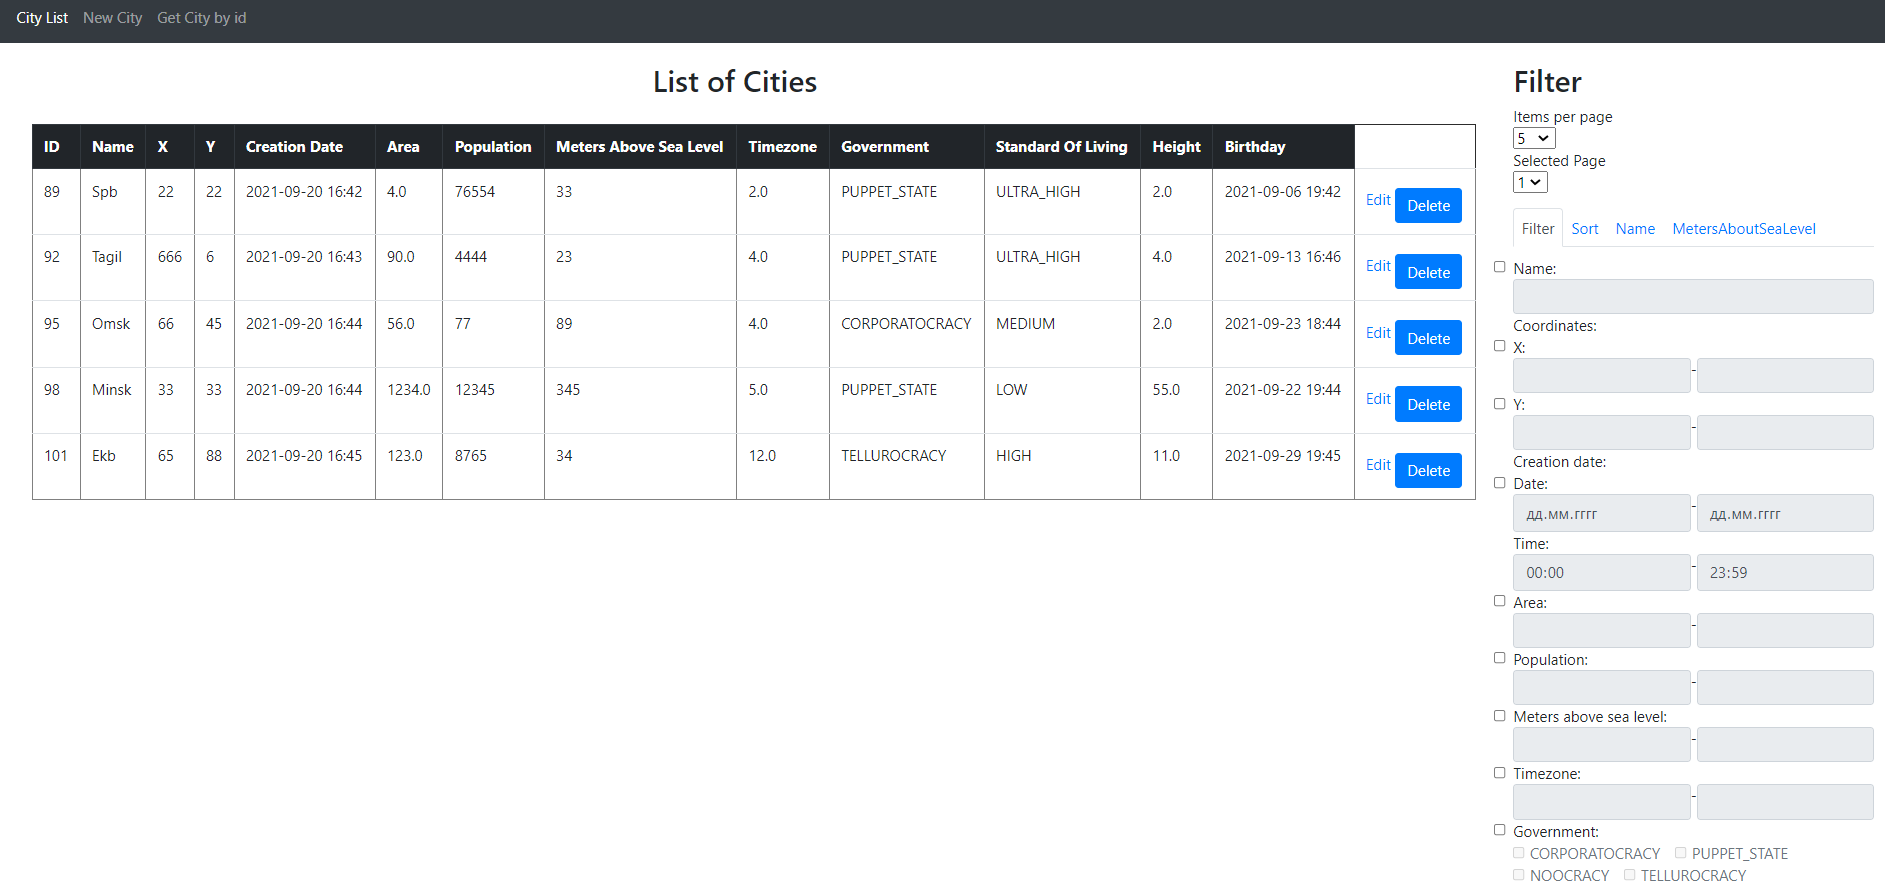 City List New City Get City by id
List of Cities
ID Name X Y Creation Date Area Population Meters Above Sea Level Timezone Government Standard Of Living Height Birthday
89 Spb 22 22 2021-09-20 16:42 4.0 76554 33 2.0 PUPPET_STATE ULTRA_HIGH 2.0 2021-09-06 19:42 Edit Delete
92 Tagil 666 6 2021-09-20 16:43 90.0 4444 23 4.0 PUPPET_STATE ULTRA_HIGH 4.0 2021-09-13 16:46 Edit Delete
95 Omsk 66 45 2021-09-20 16:44 56.0 77 89 4.0 CORPORATOCRACY MEDIUM 2.0 2021-09-23 18:44 Edit Delete
98 Minsk 33 33 2021-09-20 16:44 1234.0 12345 345 5.0 PUPPET_STATE LOW 55.0 2021-09-22 19:44 Edit Delete
101 Ekb 65 88 2021-09-20 16:45 123.0 8765 34 12.0 TELLUROCRACY HIGH 11.0 2021-09-29 19:45 Edit Delete
Filter
Items per page
5
Selected Page
1
Filter Sort Name MetersAboutSeaLevel
Name:
Coordinates:
X:
-
Y:
-
Creation date:
Date:
дд.мм.гггг - дд.мм.гггг
Time:
00:00 - 23:59
Area:
-
Population:
-
Meters above sea level:
-
Timezone:
-
Government:
CORPORATOCRACY PUPPET_STATE
NOOCRACY TELLUROCRACY